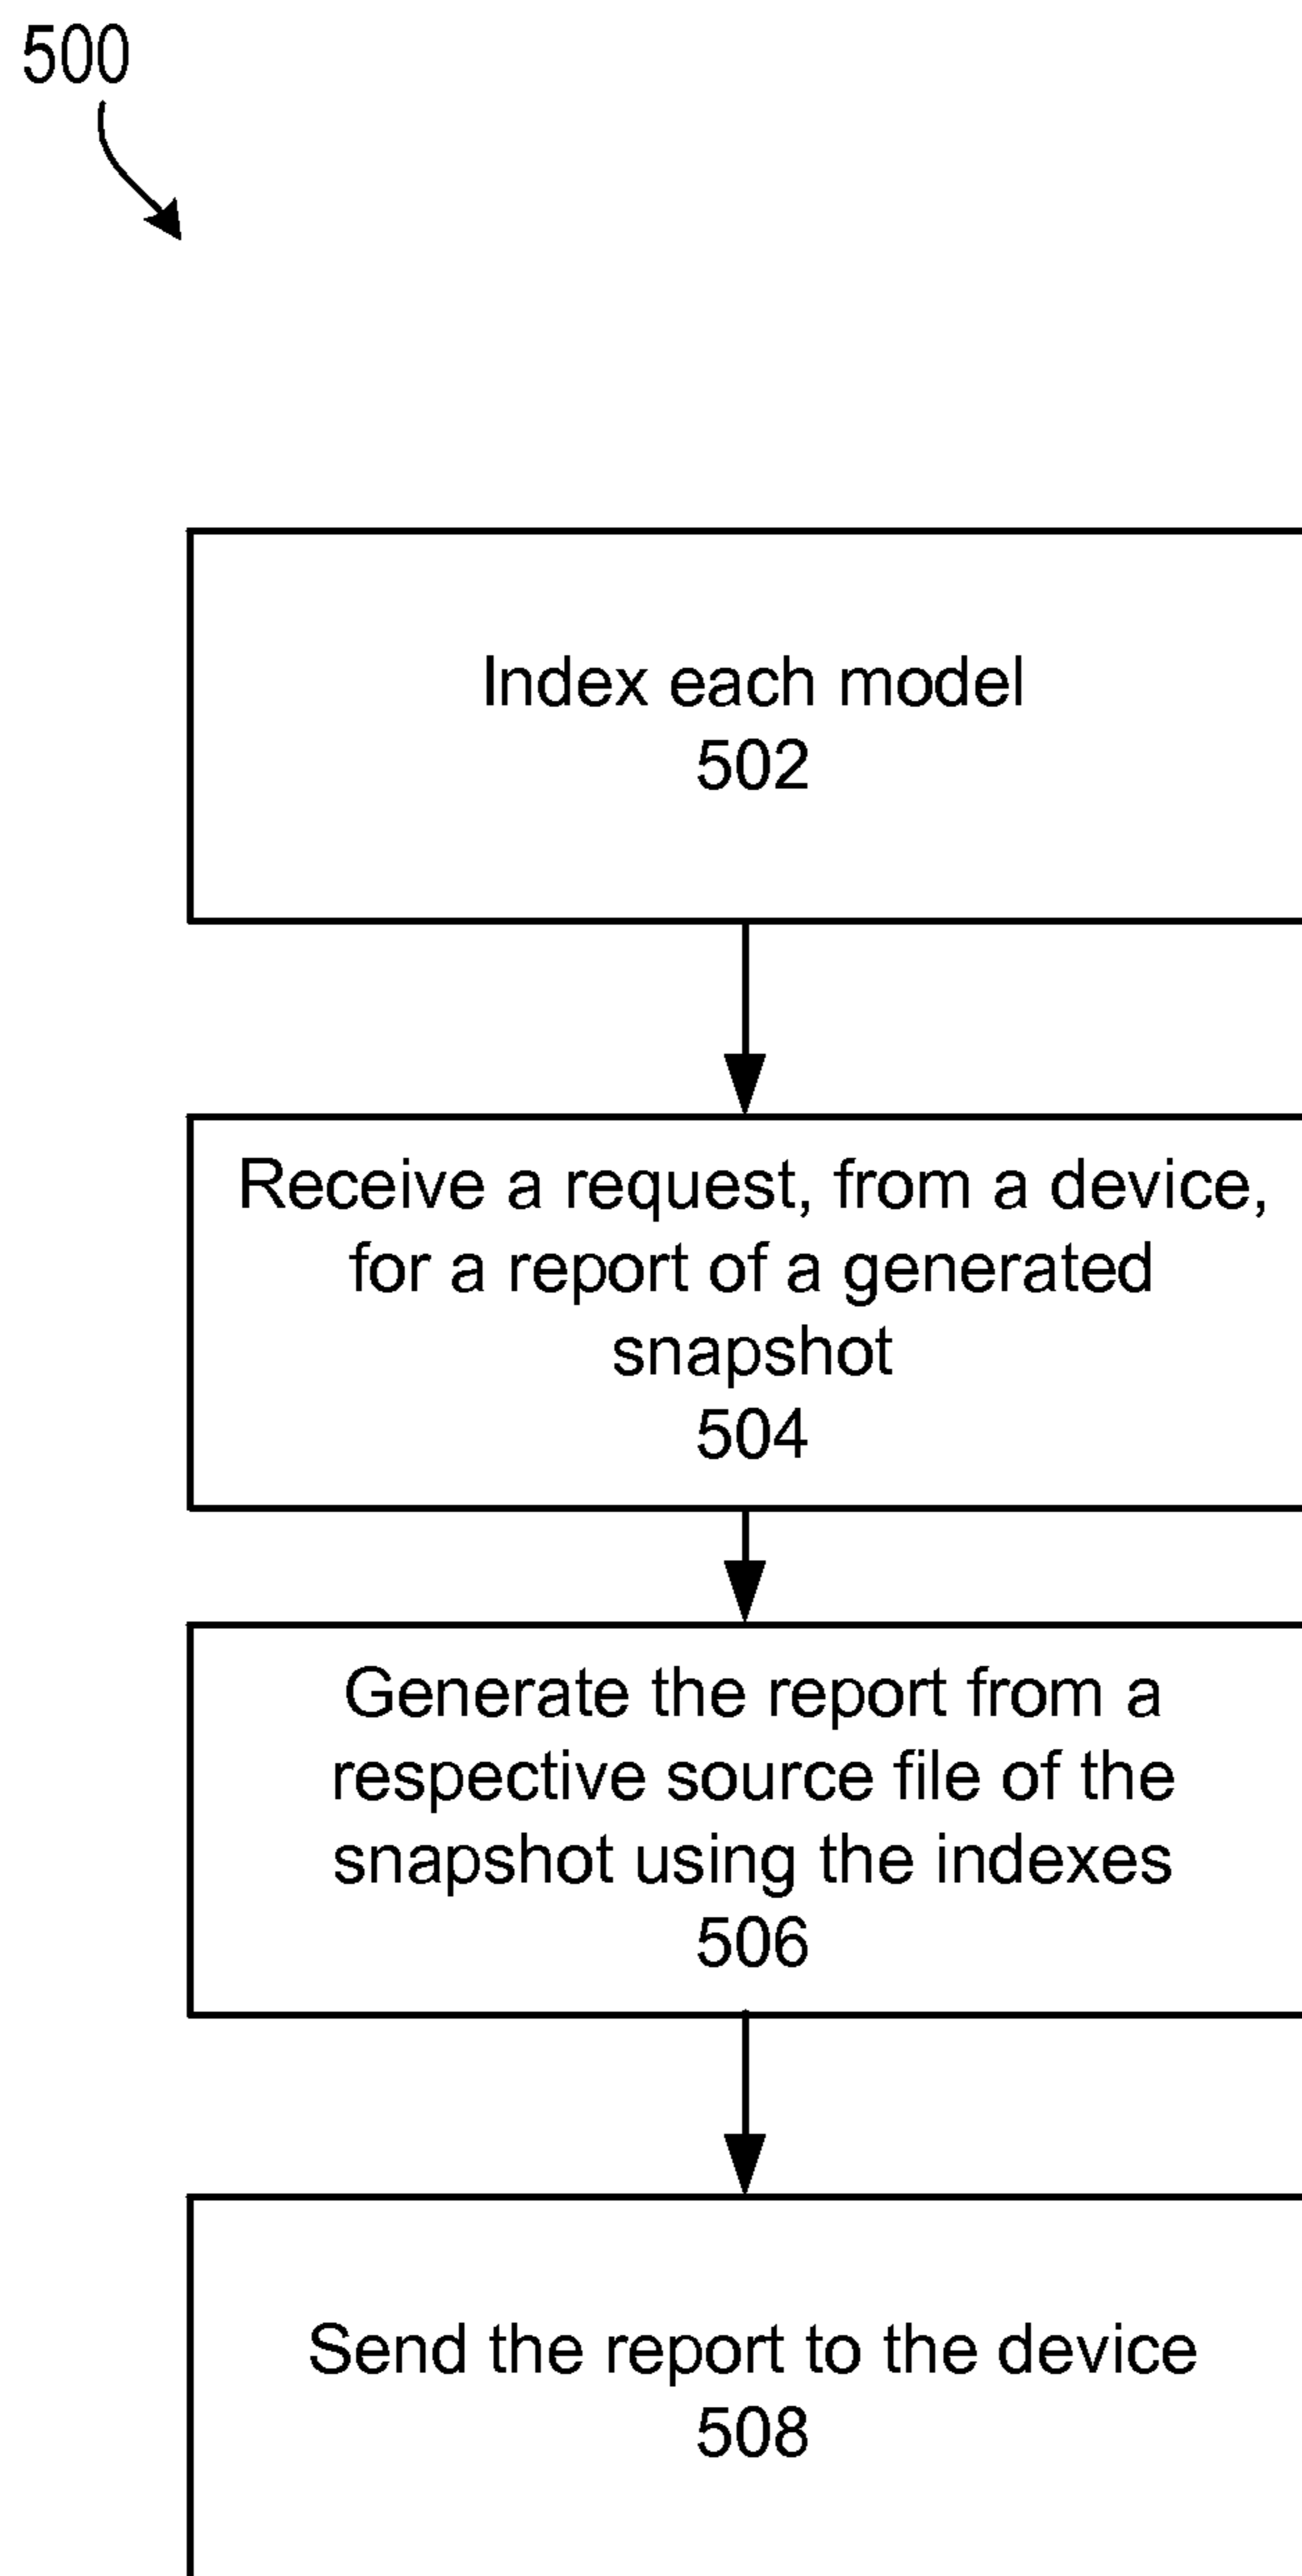 500
Index each model
502
Receive a request, from a device,
for a report of a generated
snapshot
504
Generate the report from a
respective source file of the
snapshot using the indexes
506
Send the report to the device
508